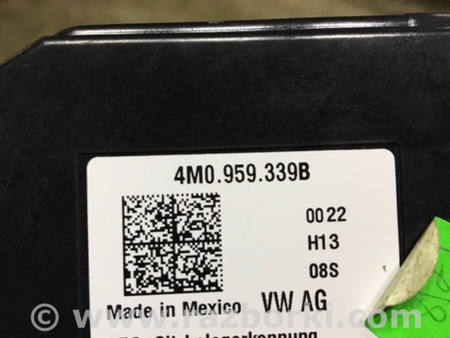 4M0.959.339B
0022
H13
08S
Made in Mexico VW AG
www.razborki.com